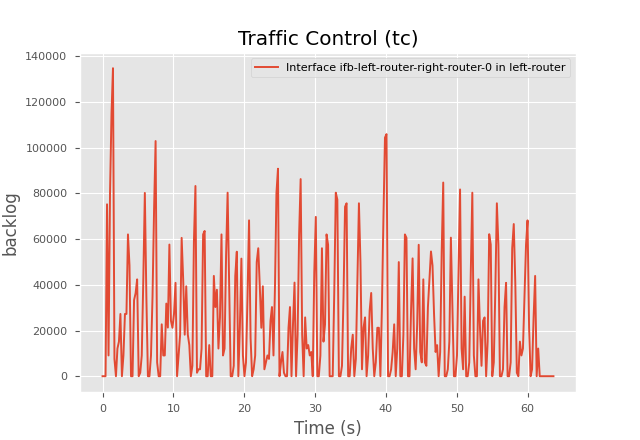 Traffic Control (tc)
Interface ifb-left-router-right-router-0 in left-router
140000
120000
100000
80000
60000
40000
20000
0
backlog
0 10 20 30 40 50 60
Time (s)